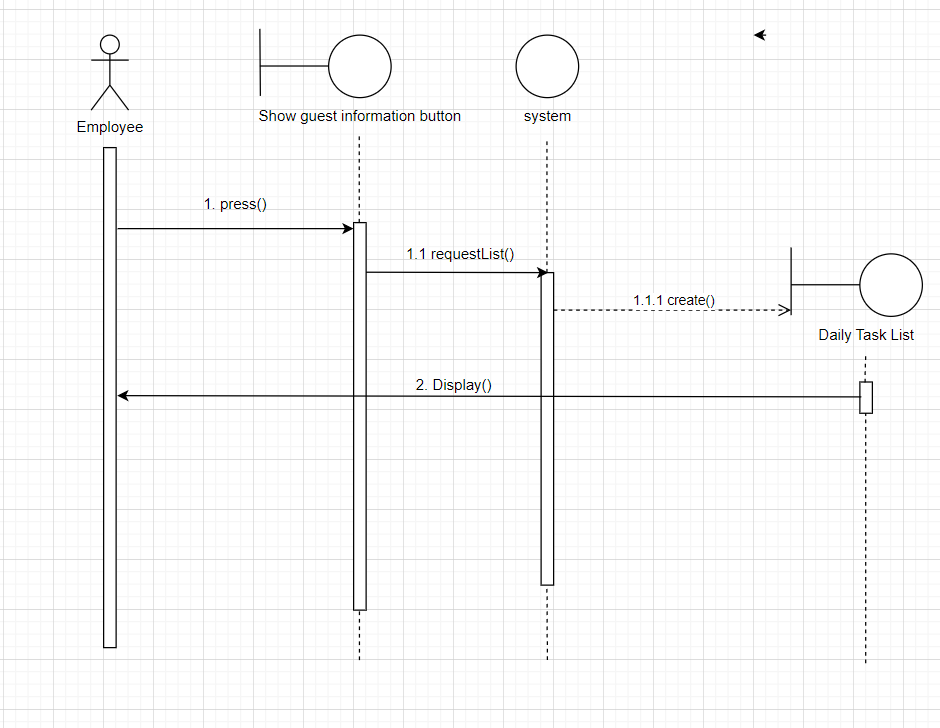 Employee
Show guest information button
system
1. press()
1.1 requestList()
1.1.1 create()
Daily Task List
2. Display()